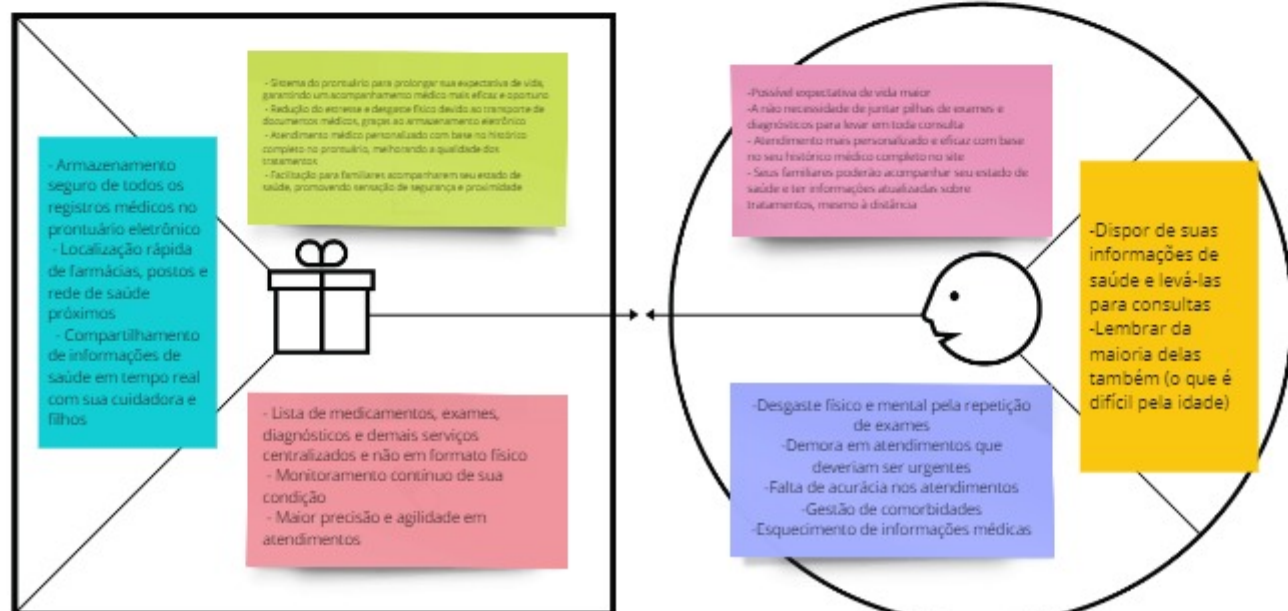 - Sistema do prontuário para prolongar sua expectativa de vida,
garantindo um acompanhamento médico mais eficaz e oportuno
- Redução do estresse e desgaste físico devido ao transporte de
documentos médicos, graças ao armazenamento eletrônico
- Atendimento médico personalizado com base no histórico
completo no prontuário, melhorando a qualidade dos
tratamentos
- Facilitação para familiares acompanharem seu estado de
saúde, promovendo sensação de segurança e proximidade
- Armazenamento
seguro de todos os
registros médicos no
prontuário eletrônico
- Localização rápida
de farmácias, postos e
rede de saúde
próximos
- Compartilhamento
de informações de
saúde em tempo real
com sua cuidadora e
filhos
- Lista de medicamentos, exames,
diagnósticos e demais serviços
centralizados e não em formato físico
- Monitoramento contínuo de sua
condição
- Maior precisão e agilidade em
atendimentos
-Possível expectativa de vida maior
-A não necessidade de juntar pilhas de exames e
diagnósticos para levar em toda consulta
- Atendimento mais personalizado e eficaz com base
no seu histórico médico completo no site
- Seus familiares poderão acompanhar seu estado de
saúde e ter informações atualizadas sobre
tratamentos, mesmo à distância
-Dispor de suas
informações de
saúde e levá-las
para consultas
-Lembrar da
maioria delas
também (o que é
difícil pela idade)
-Desgaste físico e mental pela repetição
de exames
-Demora em atendimentos que
deveriam ser urgentes
-Falta de acurácia nos atendimentos
-Gestão de comorbidades
-Esquecimento de informações médicas